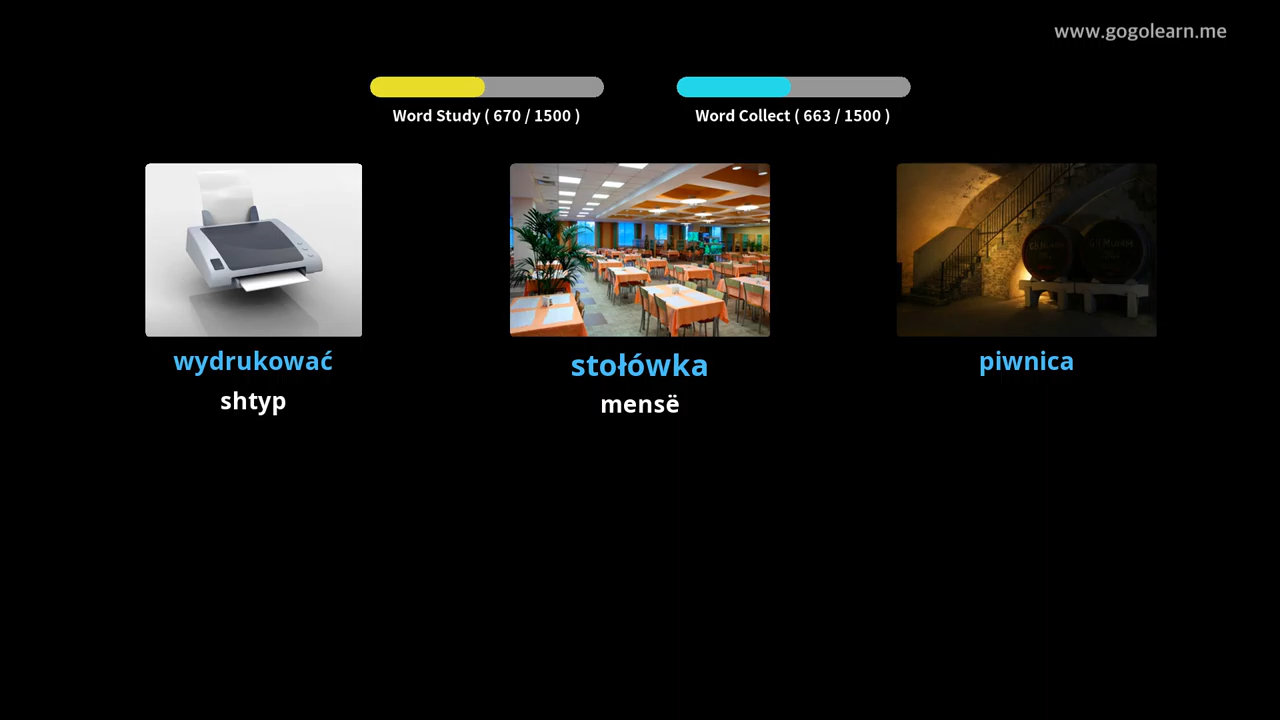 www.gogolearn.me
Word Study ( 670 / 1500 )
Word Collect ( 663 / 1500 )
wydrukować
shtyp
stołówka
mensë
piwnica